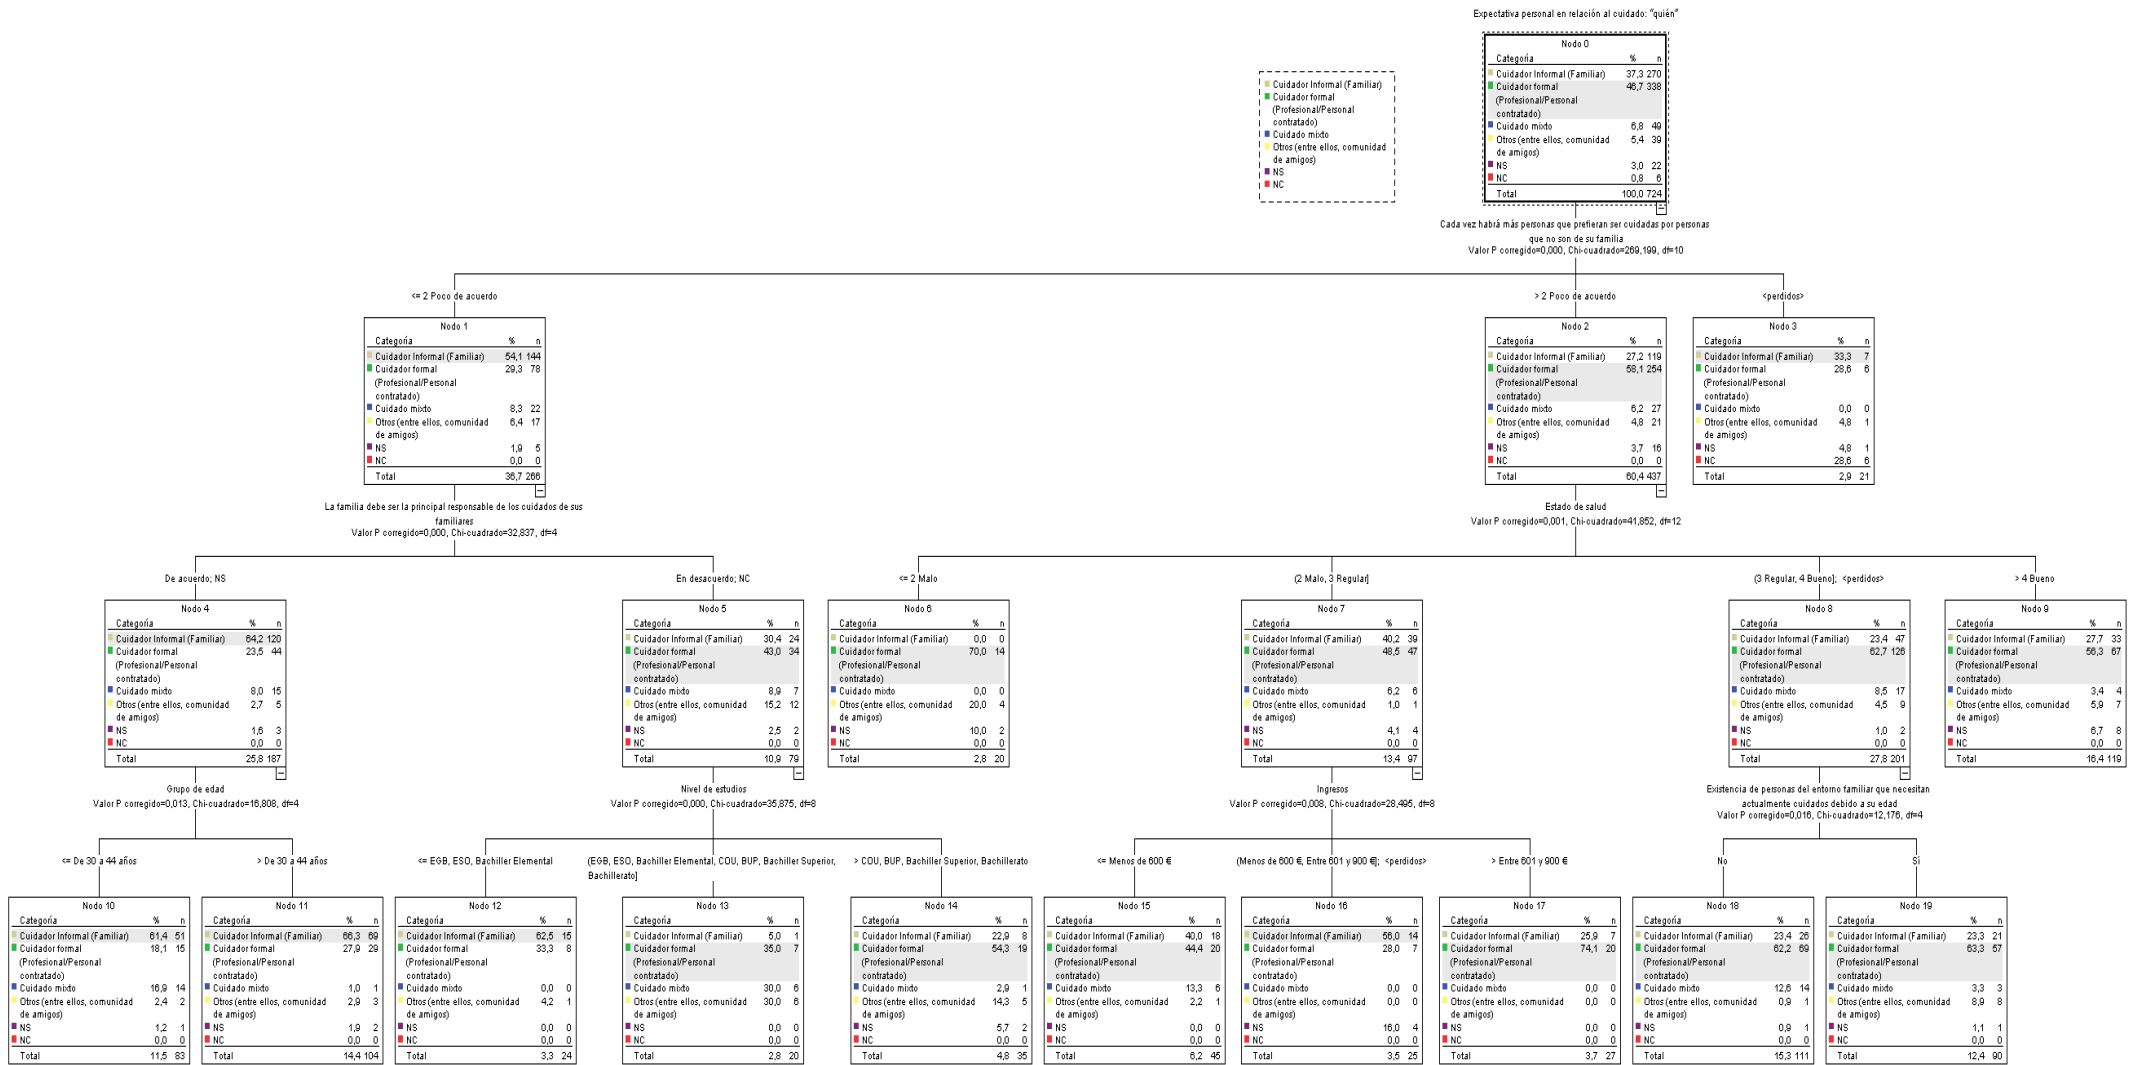 Expectativa personal en relación al cuidado: "quién"
Nodo 0
Categoría % n
Cuidador Informal (Familiar) 37,3 270
Cuidador formal 46,7 338
(Profesional/Personal
contratado)
Cuidado mixto 6,8 49
Otros (entre ellos, comunidad 5,4 39
de amigos)
NS 3,0 22
NC 0,8 6
Total 100,0 724
Cuidador Informal (Familiar)
Cuidador formal
(Profesional/Personal
contratado)
Cuidado mixto
Otros (entre ellos, comunidad
de amigos)
NS
NC
Cada vez habrá más personas que prefieran ser cuidadas por personas
que no son de su familia
Valor P corregido=0,000, Chi-cuadrado=269,199, df=10
<= 2 Poco de acuerdo
> 2 Poco de acuerdo
<perdidos>
Nodo 1
Categoría % n
Cuidador Informal (Familiar) 54,1 144
Cuidador formal 29,3 78
(Profesional/Personal
contratado)
Cuidado mixto 8,3 22
Otros (entre ellos, comunidad 6,4 17
de amigos)
NS 1,9 5
NC 0,0 0
Total 36,7 266
Nodo 2
Categoría % n
Cuidador Informal (Familiar) 27,2 119
Cuidador formal 58,1 254
(Profesional/Personal
contratado)
Cuidado mixto 6,2 27
Otros (entre ellos, comunidad 4,8 21
de amigos)
NS 3,7 16
NC 0,0 0
Total 60,4 437
Nodo 3
Categoría % n
Cuidador Informal (Familiar) 33,3 7
Cuidador formal 28,6 6
(Profesional/Personal
contratado)
Cuidado mixto 0,0 0
Otros (entre ellos, comunidad 4,8 1
de amigos)
NS 4,8 1
NC 28,6 6
Total 2,9 21
La familia debe ser la principal responsable de los cuidados de sus
familiares
Valor P corregido=0,000, Chi-cuadrado=32,837, df=4
Estado de salud
Valor P corregido=0,001, Chi-cuadrado=41,852, df=12
De acuerdo; NS
En desacuerdo; NC
<= 2 Malo
(2 Malo, 3 Regular]
(3 Regular, 4 Bueno]; <perdidos>
> 4 Bueno
Nodo 4
Categoría % n
Cuidador Informal (Familiar) 64,2 120
Cuidador formal 23,5 44
(Profesional/Personal
contratado)
Cuidado mixto 8,0 15
Otros (entre ellos, comunidad 2,7 5
de amigos)
NS 1,6 3
NC 0,0 0
Total 25,8 187
Nodo 5
Categoría % n
Cuidador Informal (Familiar) 30,4 24
Cuidador formal 43,0 34
(Profesional/Personal
contratado)
Cuidado mixto 8,9 7
Otros (entre ellos, comunidad 15,2 12
de amigos)
NS 2,5 2
NC 0,0 0
Total 10,9 79
Nodo 6
Categoría % n
Cuidador Informal (Familiar) 0,0 0
Cuidador formal 70,0 14
(Profesional/Personal
contratado)
Cuidado mixto 0,0 0
Otros (entre ellos, comunidad 20,0 4
de amigos)
NS 10,0 2
NC 0,0 0
Total 2,8 20
Nodo 7
Categoría % n
Cuidador Informal (Familiar) 40,2 39
Cuidador formal 48,5 47
(Profesional/Personal
contratado)
Cuidado mixto 6,2 6
Otros (entre ellos, comunidad 1,0 1
de amigos)
NS 4,1 4
NC 0,0 0
Total 13,4 97
Nodo 8
Categoría % n
Cuidador Informal (Familiar) 23,4 47
Cuidador formal 62,7 126
(Profesional/Personal
contratado)
Cuidado mixto 8,5 17
Otros (entre ellos, comunidad 4,5 9
de amigos)
NS 1,0 2
NC 0,0 0
Total 27,8 201
Nodo 9
Categoría % n
Cuidador Informal (Familiar) 27,7 33
Cuidador formal 56,3 67
(Profesional/Personal
contratado)
Cuidado mixto 3,4 4
Otros (entre ellos, comunidad 5,9 7
de amigos)
NS 6,7 8
NC 0,0 0
Total 16,4 119
Grupo de edad
Valor P corregido=0,013, Chi-cuadrado=16,808, df=4
Nivel de estudios
Valor P corregido=0,000, Chi-cuadrado=35,875, df=8
Ingresos
Valor P corregido=0,008, Chi-cuadrado=28,495, df=8
Existencia de personas del entorno familiar que necesitan
actualmente cuidados debido a su edad
Valor P corregido=0,016, Chi-cuadrado=12,176, df=4
<= De 30 a 44 años
> De 30 a 44 años
<= EGB, ESO, Bachiller Elemental
(EGB, ESO, Bachiller Elemental, COU, BUP, Bachiller Superior,
Bachillerato]
> COU, BUP, Bachiller Superior, Bachillerato
<= Menos de 600 €
(Menos de 600 €, Entre 601 y 900 €]; <perdidos>
> Entre 601 y 900 €
No
Sí
Nodo 10
Categoría % n
Cuidador Informal (Familiar) 61,4 51
Cuidador formal 18,1 15
(Profesional/Personal
contratado)
Cuidado mixto 16,9 14
Otros (entre ellos, comunidad 2,4 2
de amigos)
NS 1,2 1
NC 0,0 0
Total 11,5 83
Nodo 11
Categoría % n
Cuidador Informal (Familiar) 66,3 69
Cuidador formal 27,9 29
(Profesional/Personal
contratado)
Cuidado mixto 1,0 1
Otros (entre ellos, comunidad 2,9 3
de amigos)
NS 1,9 2
NC 0,0 0
Total 14,4 104
Nodo 12
Categoría % n
Cuidador Informal (Familiar) 62,5 15
Cuidador formal 33,3 8
(Profesional/Personal
contratado)
Cuidado mixto 0,0 0
Otros (entre ellos, comunidad 4,2 1
de amigos)
NS 0,0 0
NC 0,0 0
Total 3,3 24
Nodo 13
Categoría % n
Cuidador Informal (Familiar) 5,0 1
Cuidador formal 35,0 7
(Profesional/Personal
contratado)
Cuidado mixto 30,0 6
Otros (entre ellos, comunidad 30,0 6
de amigos)
NS 0,0 0
NC 0,0 0
Total 2,8 20
Nodo 14
Categoría % n
Cuidador Informal (Familiar) 22,9 8
Cuidador formal 54,3 19
(Profesional/Personal
contratado)
Cuidado mixto 2,9 1
Otros (entre ellos, comunidad 14,3 5
de amigos)
NS 5,7 2
NC 0,0 0
Total 4,8 35
Nodo 15
Categoría % n
Cuidador Informal (Familiar) 40,0 18
Cuidador formal 44,4 20
(Profesional/Personal
contratado)
Cuidado mixto 13,3 6
Otros (entre ellos, comunidad 2,2 1
de amigos)
NS 0,0 0
NC 0,0 0
Total 6,2 45
Nodo 16
Categoría % n
Cuidador Informal (Familiar) 56,0 14
Cuidador formal 28,0 7
(Profesional/Personal
contratado)
Cuidado mixto 0,0 0
Otros (entre ellos, comunidad 0,0 0
de amigos)
NS 16,0 4
NC 0,0 0
Total 3,5 25
Nodo 17
Categoría % n
Cuidador Informal (Familiar) 25,9 7
Cuidador formal 74,1 20
(Profesional/Personal
contratado)
Cuidado mixto 0,0 0
Otros (entre ellos, comunidad 0,0 0
de amigos)
NS 0,0 0
NC 0,0 0
Total 3,7 27
Nodo 18
Categoría % n
Cuidador Informal (Familiar) 23,4 26
Cuidador formal 62,2 69
(Profesional/Personal
contratado)
Cuidado mixto 12,6 14
Otros (entre ellos, comunidad 0,9 1
de amigos)
NS 0,9 1
NC 0,0 0
Total 15,3 111
Nodo 19
Categoría % n
Cuidador Informal (Familiar) 23,3 21
Cuidador formal 63,3 57
(Profesional/Personal
contratado)
Cuidado mixto 3,3 3
Otros (entre ellos, comunidad 8,9 8
de amigos)
NS 1,1 1
NC 0,0 0
Total 12,4 90